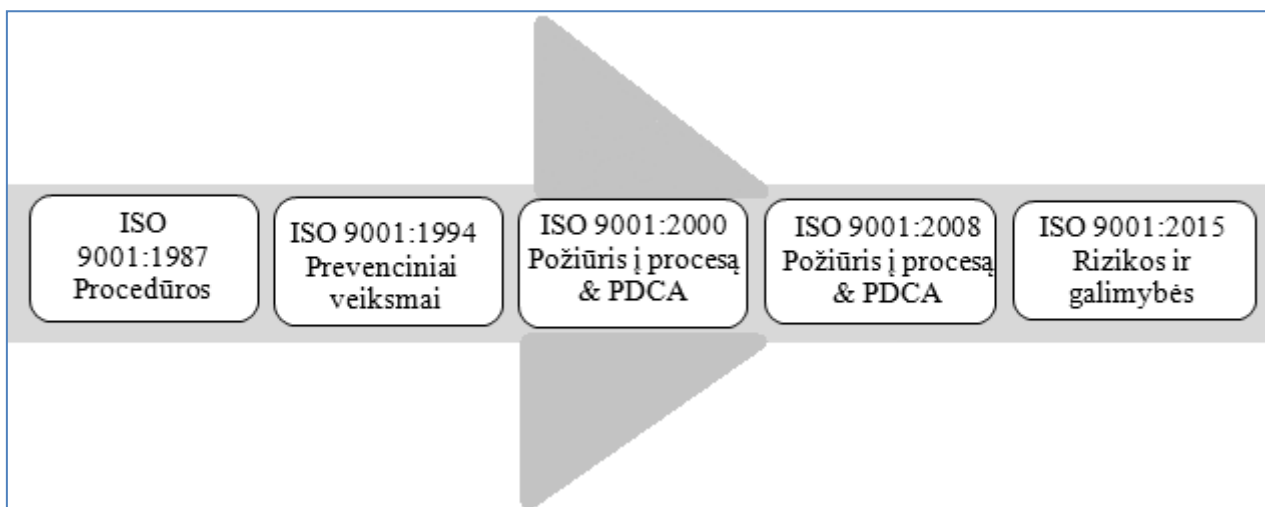 ISO
9001:1987
Procedūros
ISO 9001:1994
Prevenciniai
veiksmai
ISO 9001:2000
Požiūris į procesą
& PDCA
ISO 9001:2008
Požiūris į procesą
& PDCA
ISO 9001:2015
Rizikos ir
galimybės